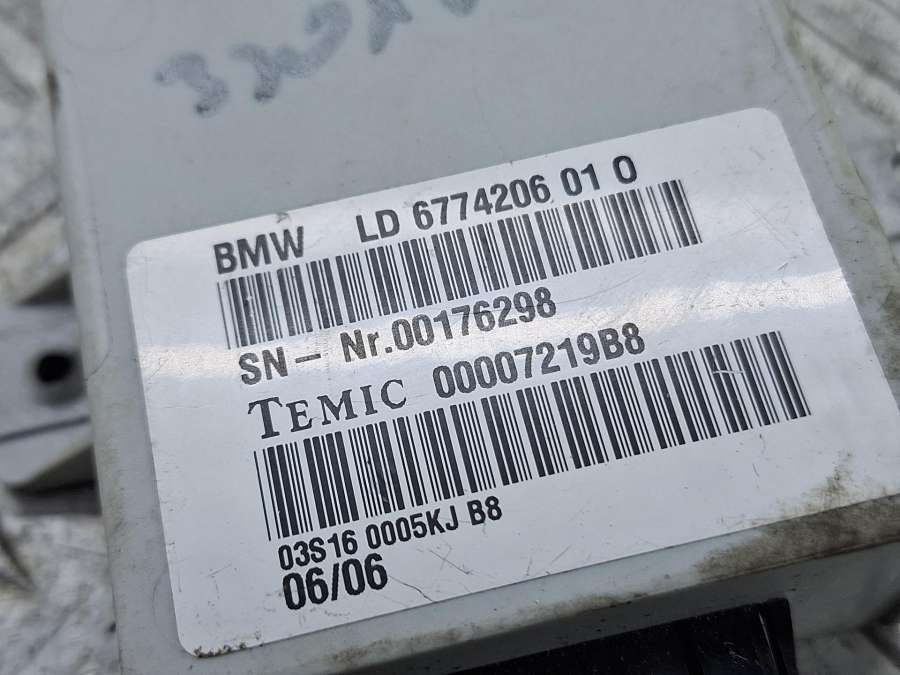 BMW LD 6774206 01 0
SN- Nr.00176298
TEMIC 00007219B8
03S16 0005KJ B8
06/06